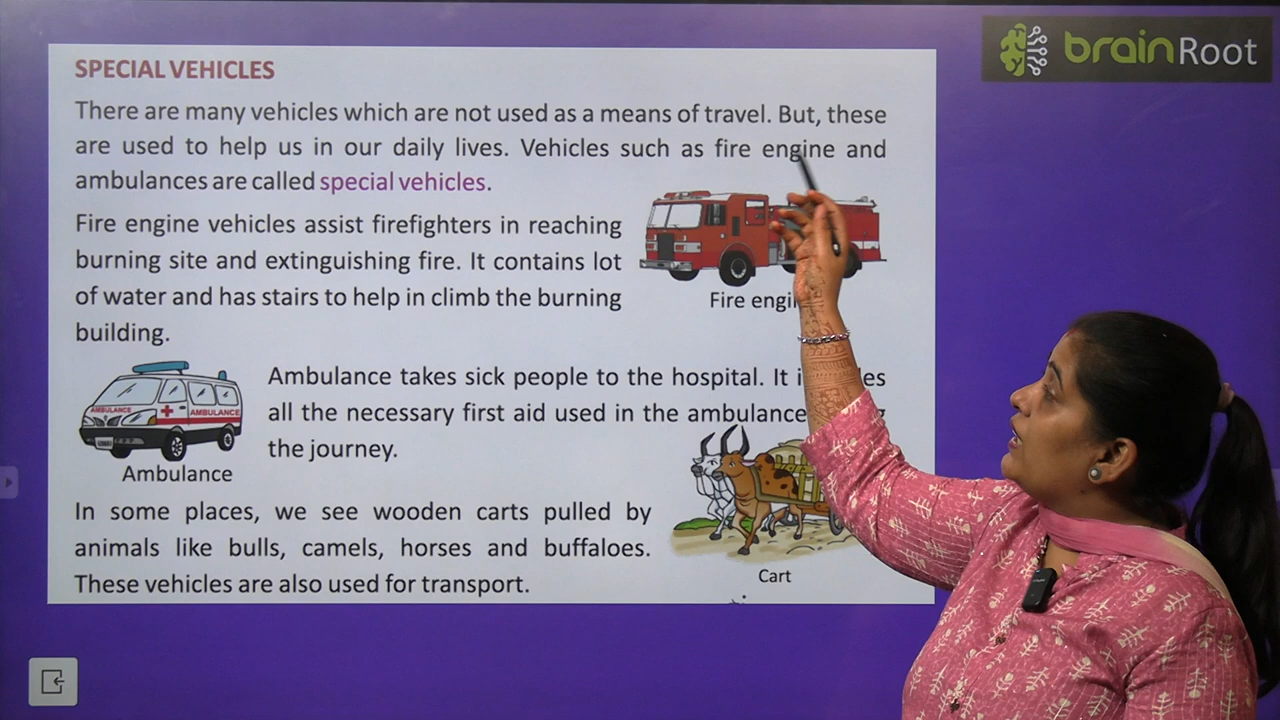 brainRoot
SPECIAL VEHICLES
There are many vehicles which are not used as a means of travel. But, these
are used to help us in our daily lives. Vehicles such as fire engine and
ambulances are called special vehicles.
Fire engine vehicles assist firefighters in reaching
burning site and extinguishing fire. It contains lot
of water and has stairs to help in climb the burning
building.
Fire
Ambulance takes sick people to the hospital. It
all the necessary first aid used in the ambulance
the journey.
AMBULANCE
AMBULANCE
Ambulance
In some places, we see wooden carts pulled by
animals like bulls, camels, horses and buffaloes.
These vehicles are also used for transport.
Cart